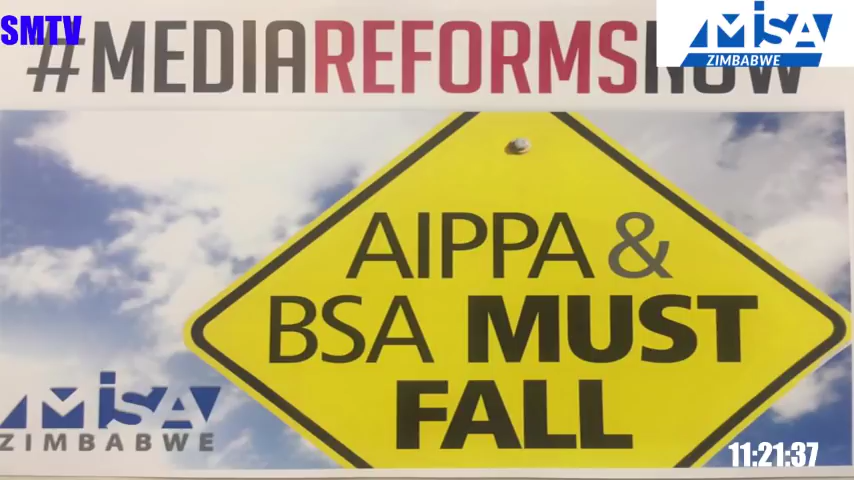 SMTV
#MEDIAREFORMSNOW
MISA
ZIMBABWE
AIPPA &
BSA MUST
FALL
MISA
ZIMBABWE
11:21:37